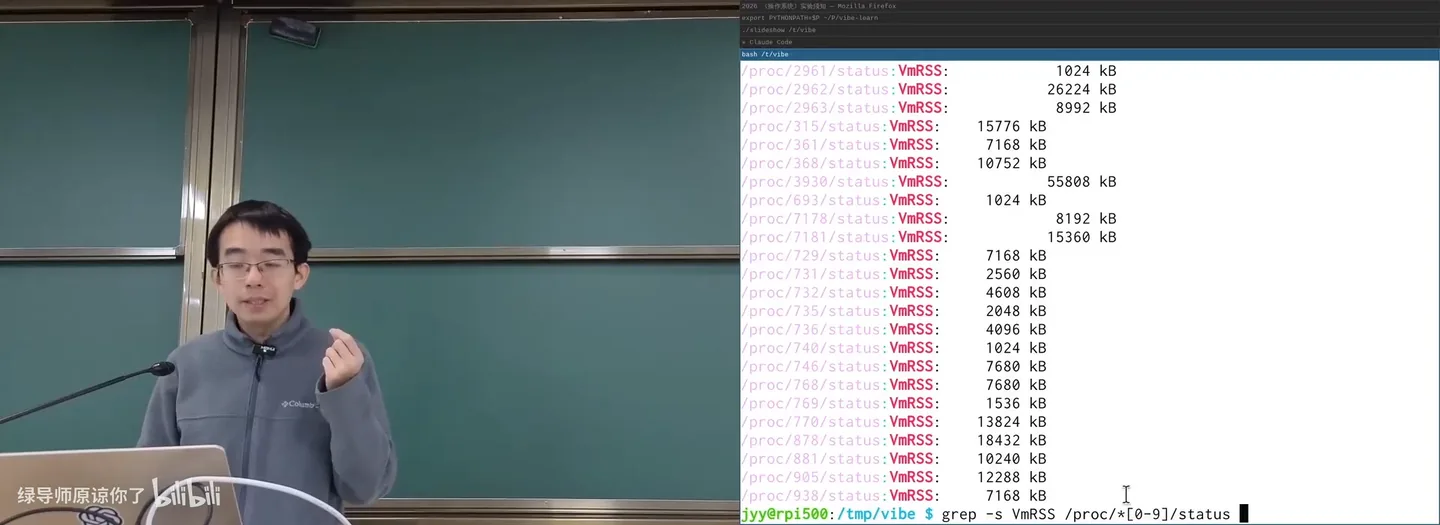 2026 《操作系统》实验须知 — Mozilla Firefox
export PYTHONPATH=$P ~/P/vibe-learn
./slideshow /t/vibe
✳ Claude Code
bash /t/vibe
/proc/2961/status:VmRSS: 1024 kB
/proc/2962/status:VmRSS: 26224 kB
/proc/2963/status:VmRSS: 8992 kB
/proc/315/status:VmRSS: 15776 kB
/proc/361/status:VmRSS: 7168 kB
/proc/368/status:VmRSS: 10752 kB
/proc/3930/status:VmRSS: 55808 kB
/proc/693/status:VmRSS: 1024 kB
/proc/7178/status:VmRSS: 8192 kB
/proc/7181/status:VmRSS: 15360 kB
/proc/729/status:VmRSS: 7168 kB
/proc/731/status:VmRSS: 2560 kB
/proc/732/status:VmRSS: 4608 kB
/proc/735/status:VmRSS: 2048 kB
/proc/736/status:VmRSS: 4096 kB
/proc/740/status:VmRSS: 1024 kB
/proc/746/status:VmRSS: 7680 kB
/proc/768/status:VmRSS: 7680 kB
/proc/769/status:VmRSS: 1536 kB
/proc/770/status:VmRSS: 13824 kB
/proc/878/status:VmRSS: 18432 kB
/proc/881/status:VmRSS: 10240 kB
/proc/905/status:VmRSS: 12288 kB
/proc/938/status:VmRSS: 7168 kB
jyy@rpi500:/tmp/vibe $ grep -s VmRSS /proc/*[0-9]/status
Columbia
绿导师原谅你了 bilibili